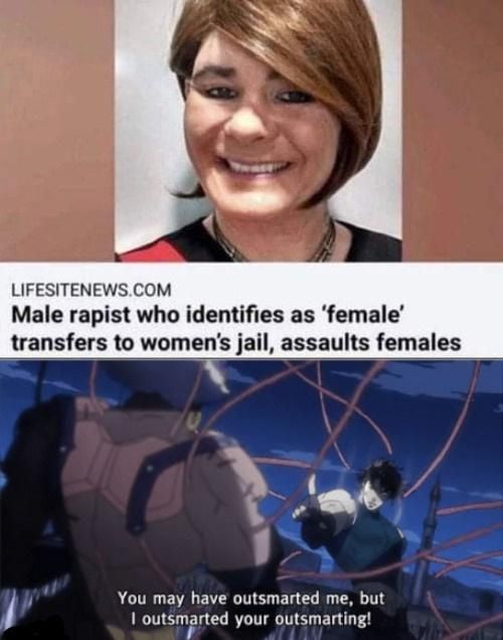 LIFESITENEWS.COM
Male rapist who identifies as 'female'
transfers to women's jail, assaults females
You may have outsmarted me, but
I outsmarted your outsmarting!